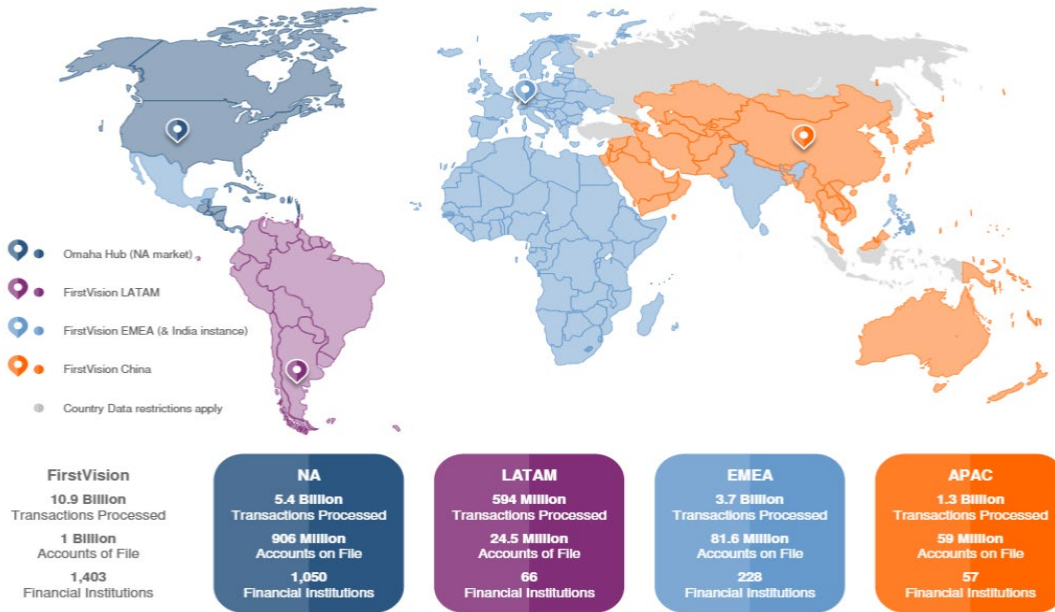 Omaha Hub (NA market)
FirstVision LATAM
FirstVision EMEA (& India instance)
FirstVision China
Country Data restrictions apply
FirstVision
10.9 Billion
Transactions Processed
1 Billion
Accounts of File
1,403
Financial Institutions
NA
5.4 Billion
Transactions Processed
906 Million
Accounts on File
1,050
Financial Institutions
LATAM
594 Million
Transactions Processed
24.5 Million
Accounts of File
66
Financial Institutions
EMEA
3.7 Billion
Transactions Processed
81.6 Million
Accounts on File
228
Financial Institutions
APAC
1.3 Billion
Transactions Processed
59 Million
Accounts on File
57
Financial Institutions